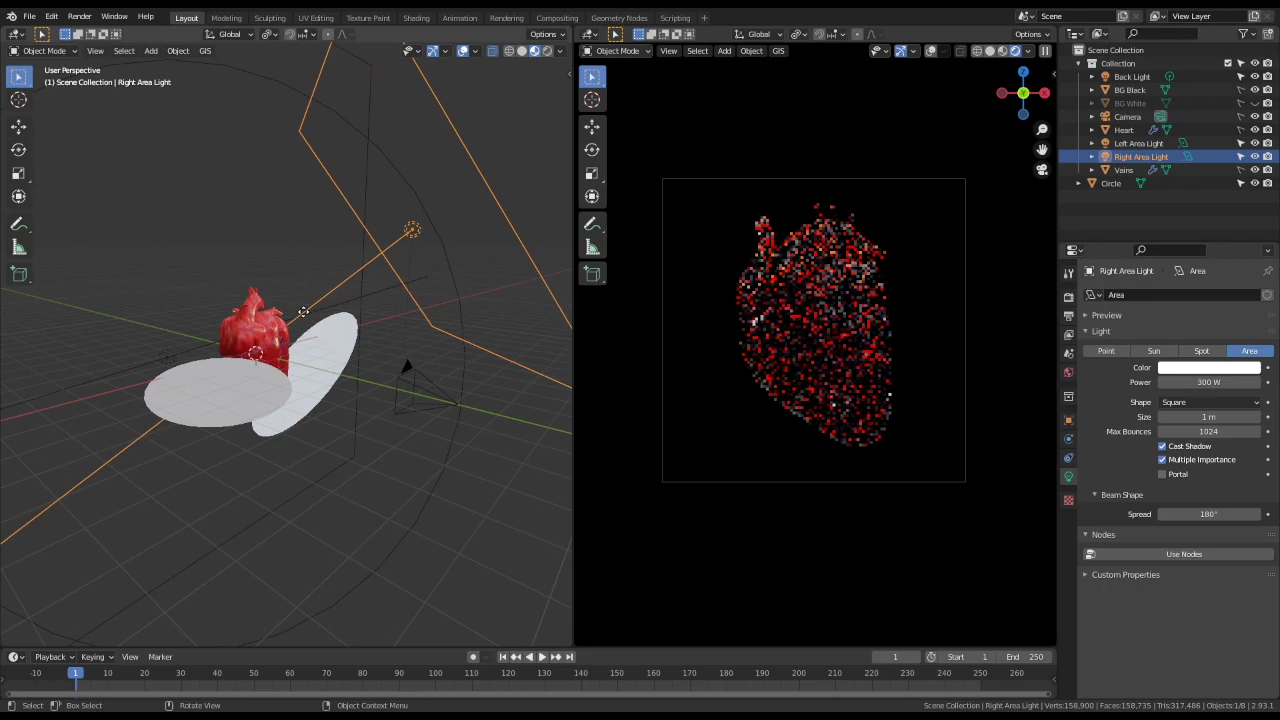 File Edit Render Window Help Layout Modeling Sculpting UV Editing Texture Paint Shading Animation Rendering Compositing Geometry Nodes Scripting + Scene View Layer
Global Options
Object Mode View Select Add Object GIS
User Perspective
(1) Scene Collection | Right Area Light
Global Options
Object Mode View Select Add Object GIS
Z
X
Y
Scene Collection
Collection
Back Light
BG Black
BG White
Camera
Heart
Left Area Light
Right Area Light
Vains
Circle
Right Area Light Area
Area
Preview
Light
Point Sun Spot Area
Color
Power 300 W
Shape Square
Size 1 m
Max Bounces 1024
Cast Shadow
Multiple Importance
Portal
Beam Shape
Spread 180°
Nodes
Use Nodes
Custom Properties
Playback Keying View Marker 1 Start 1 End 250
-10 1 10 20 30 40 50 60 70 80 90 100 110 120 130 140 150 160 170 180 190 200 210 220 230 240 250 260
Select Box Select Rotate View Object Context Menu Scene Collection | Right Area Light Verts:158,900 | Faces:158,735 | Tris:317,486 | Objects:1/8 | 2.93.1